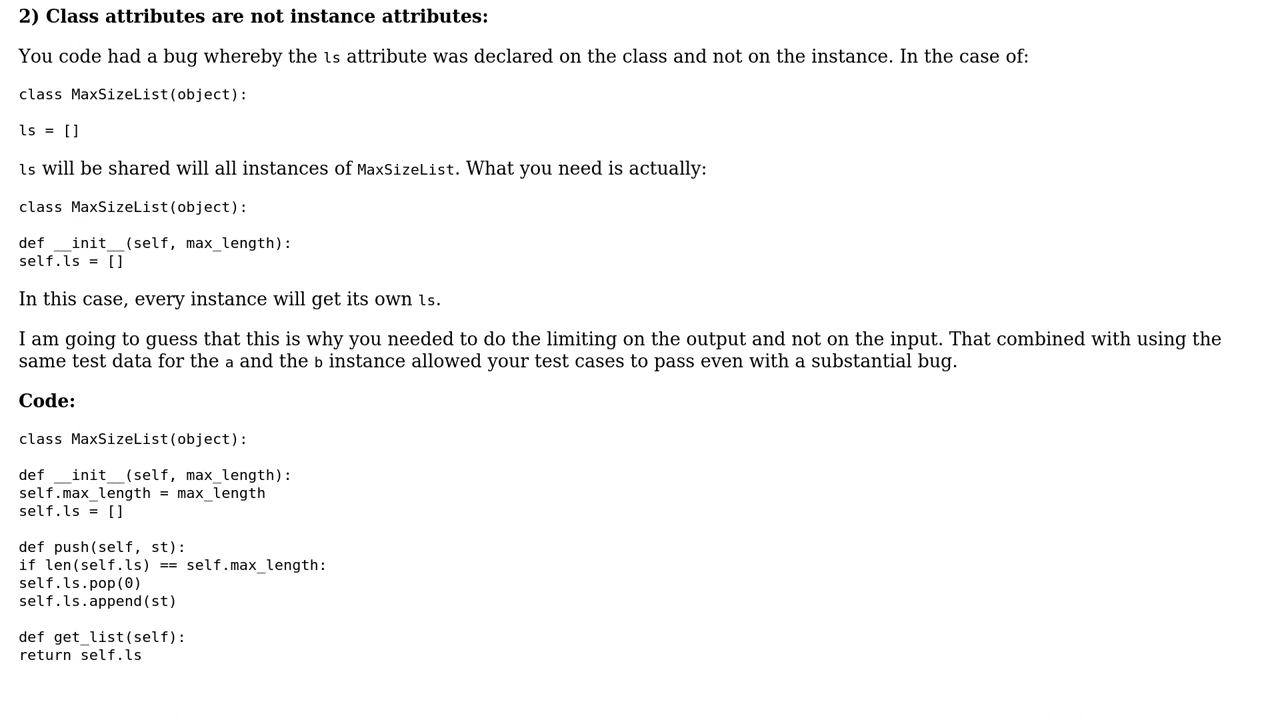 2) Class attributes are not instance attributes:
You code had a bug whereby the ls attribute was declared on the class and not on the instance. In the case of:
class MaxSizeList(object):
ls = []
ls will be shared will all instances of MaxSizeList. What you need is actually:
class MaxSizeList(object):
def __init__(self, max_length):
self.ls = []
In this case, every instance will get its own ls.
I am going to guess that this is why you needed to do the limiting on the output and not on the input. That combined with using the
same test data for the a and the b instance allowed your test cases to pass even with a substantial bug.
Code:
class MaxSizeList(object):
def __init__(self, max_length):
self.max_length = max_length
self.ls = []
def push(self, st):
if len(self.ls) == self.max_length:
self.ls.pop(0)
self.ls.append(st)
def get_list(self):
return self.ls